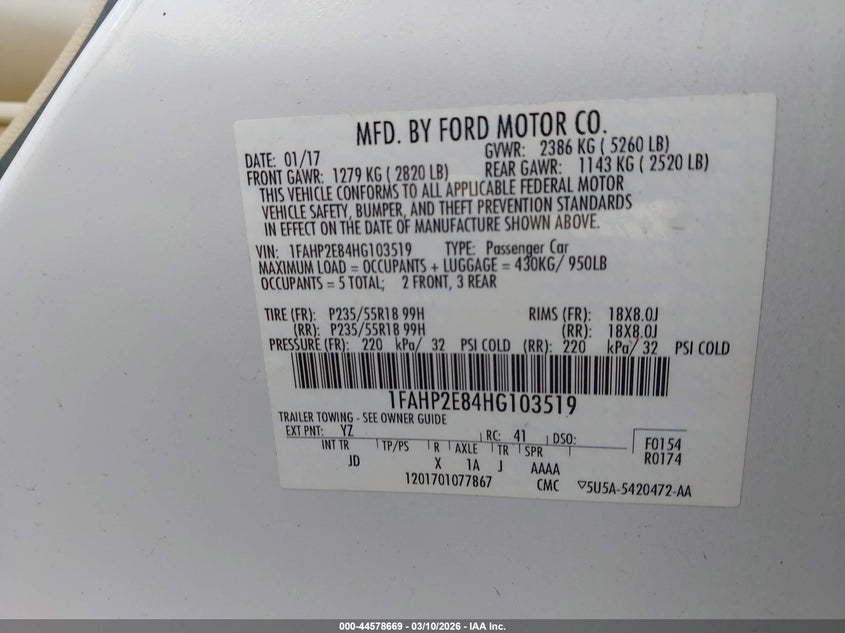 MFD. BY FORD MOTOR CO.
DATE: 01/17 GVWR: 2386 KG ( 5260 LB)
FRONT GAWR: 1279 KG ( 2820 LB) REAR GAWR: 1143 KG ( 2520 LB)
THIS VEHICLE CONFORMS TO ALL APPLICABLE FEDERAL MOTOR
VEHICLE SAFETY, BUMPER, AND THEFT PREVENTION STANDARDS
IN EFFECT ON THE DATE OF MANUFACTURE SHOWN ABOVE.
VIN: 1FAHP2E84HG103519 TYPE: Passenger Car
MAXIMUM LOAD = OCCUPANTS + LUGGAGE = 430KG/ 950LB
OCCUPANTS = 5 TOTAL; 2 FRONT, 3 REAR
TIRE (FR): P235/55R18 99H RIMS (FR): 18X8.0J
(RR): P235/55R18 99H (RR): 18X8.0J
PRESSURE (FR): 220 kPa/ 32 PSI COLD (RR): 220 kPa/ 32 PSI COLD
1FAHP2E84HG103519
TRAILER TOWING - SEE OWNER GUIDE
EXT PNT: YZ RC: 41 DSO: F0154
INT TR TP/PS R AXLE TR SPR R0174
JD X 1A J AAAA
1201701077867 CMC ▽5U5A-5420472-AA
000-44578669 — 03/10/2026 — IAA Inc.